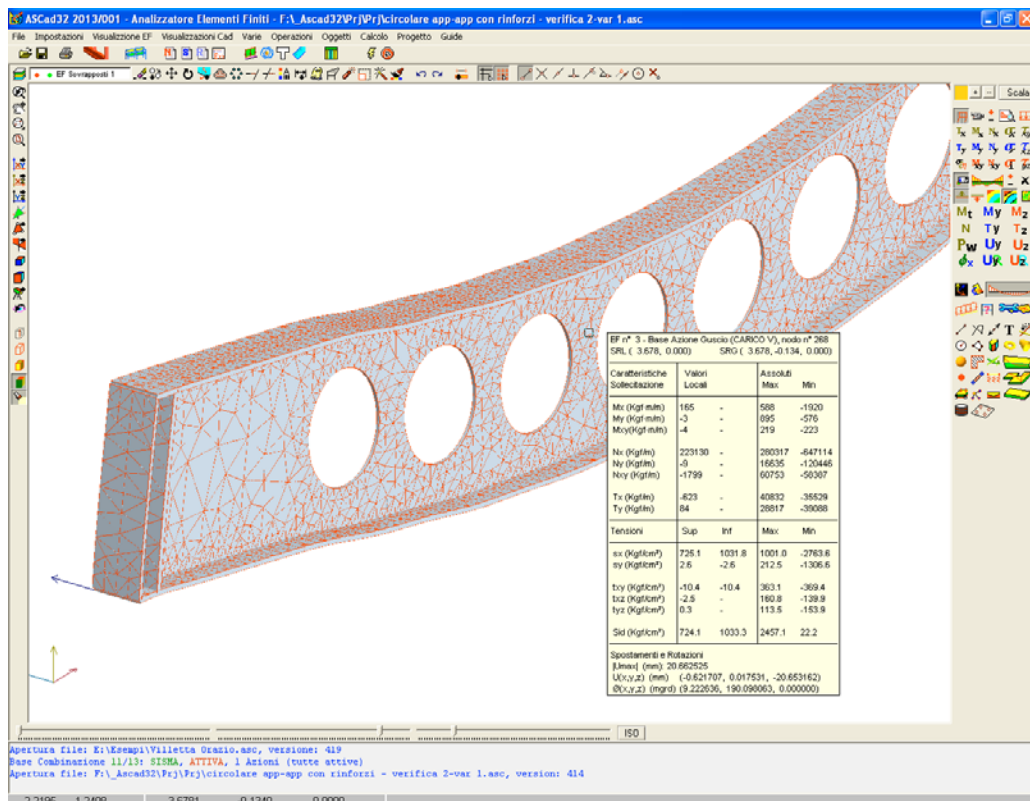 ASCad32 2013/001 - Analizzatore Elementi Finiti - F:\_Ascad32\Prj\Prj\circolare app-app con rinforzi - verifica 2-var 1.asc
File Impostazioni Visualizzione EF Visualizzazioni Cad Varie Operazioni Oggetti Calcolo Progetto Guide
EF Sovrapposti 1
Scala
Mt My Mz
N Ty Tz
Pw Uy Uz
EF n° 3 - Base Azione Guscio (CARICO V), nodo n° 268
SRL ( 3.678, 0.000) SRG ( 3.678, -0.134, 0.000)
Caratteristiche Valori Assoluti
Sollecitazione Locali Max Min
Mx (Kgf·m/m) 165 - 588 -1920
My (Kgf·m/m) -3 - 895 -576
Mxy(Kgf·m/m) -4 - 219 -223
Nx (Kgf/m) 223130 - 280317 -647114
Ny (Kgf/m) -9 - 16635 -120446
Nxy (Kgf/m) -1799 - 60753 -58387
Tx (Kgf/m) -623 - 40832 -35529
Ty (Kgf/m) 84 - 28817 -39088
Tensioni Sup Inf Max Min
sx (Kgf/cm²) 725.1 1031.8 1001.0 -2763.6
sy (Kgf/cm²) 2.6 -2.6 212.5 -1306.6
txy (Kgf/cm²) -10.4 -10.4 363.1 -369.4
txz (Kgf/cm²) -2.5 - 160.8 -139.9
tyz (Kgf/cm²) 0.3 - 113.5 -153.9
Sid (Kgf/cm²) 724.1 1033.3 2457.1 22.2
Spostamenti e Rotazioni
|Umax| (mm): 20.662525
U(x,y,z) (mm) (-0.621707, 0.017531, -20.653162)
Ø(x,y,z) (mgrd) (9.222636, 190.098063, 0.000000)
ISO
Apertura file: E:\Esempi\Villetta Orazio.asc, versione: 419
Base Combinazione 11/13: SISMA, ATTIVA, 1 Azioni (tutte attive)
Apertura file: F:\_Ascad32\Prj\Prj\circolare app-app con rinforzi - verifica 2-var 1.asc, version: 414